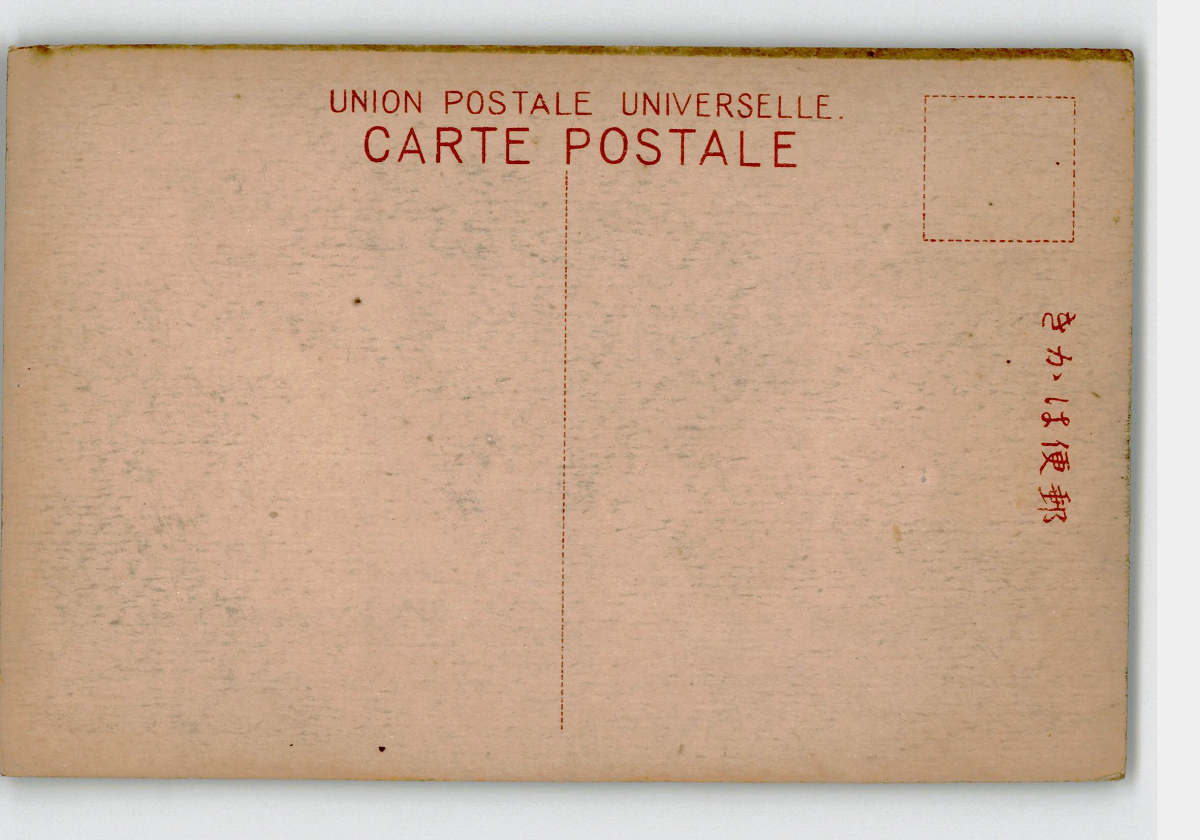 UNION POSTALE UNIVERSELLE.
CARTE POSTALE
きかは便郵